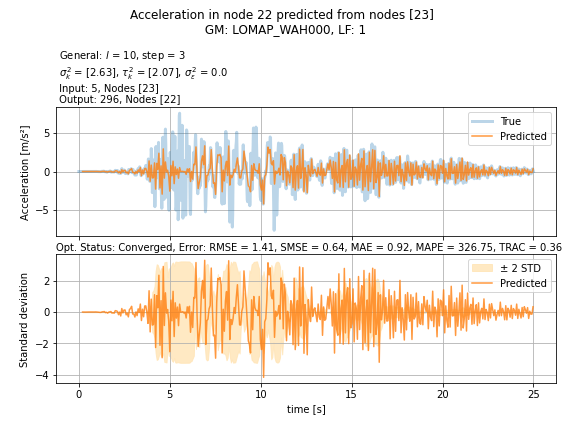 Acceleration in node 22 predicted from nodes [23]
GM: LOMAP_WAH000, LF: 1
General: l = 10, step = 3
σ²ₖ = [2.63], τ²ₖ = [2.07], σ²ε = 0.0
Input: 5, Nodes [23]
Output: 296, Nodes [22]
Acceleration [m/s²]
5
0
−5
True
Predicted
Opt. Status: Converged, Error: RMSE = 1.41, SMSE = 0.64, MAE = 0.92, MAPE = 326.75, TRAC = 0.36
Standard deviation
2
0
−2
−4
± 2 STD
Predicted
0 5 10 15 20 25
time [s]